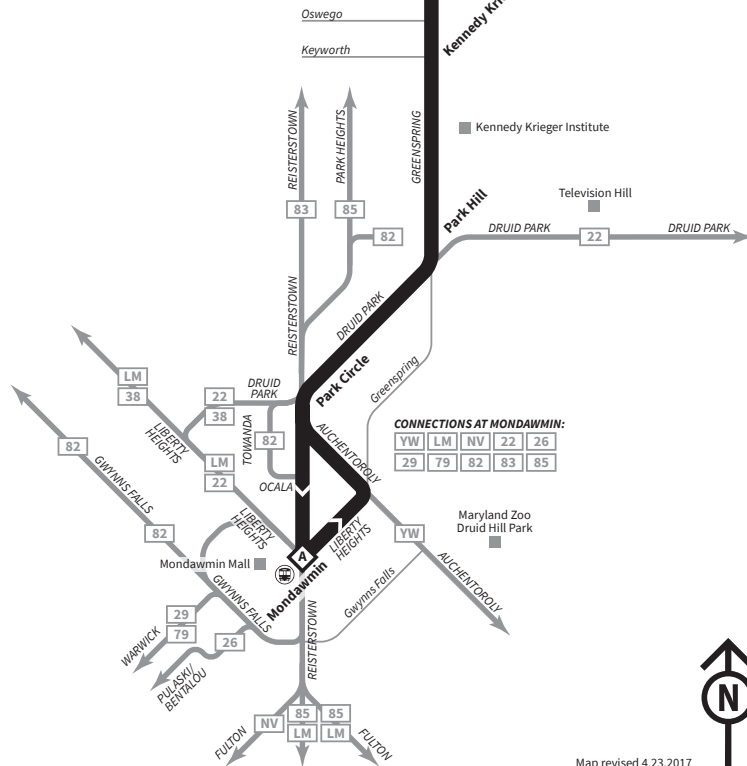 Oswego
Keyworth
Kennedy
GREENSPRING
Kennedy Krieger Institute
REISTERSTOWN
PARK HEIGHTS
83
85
82
Park Hill
Television Hill
DRUID PARK
22
DRUID PARK
REISTERSTOWN
DRUID PARK
Park Circle
Greenspring
LM
38
22
38
DRUID
PARK
TOWANDA
82
OCALA
AUCHENTOROLY
CONNECTIONS AT MONDAWMIN:
YW LM NV 22 26
29 79 82 83 85
82
GWYNNS FALLS
LIBERTY
HEIGHTS
LM
22
82
LIBERTY
HEIGHTS
Mondawmin Mall
A
Mondawmin
LIBERTY
HEIGHTS
YW
Maryland Zoo
Druid Hill Park
AUCHENTOROLY
Gwynns Falls
GWYNNS FALLS
29
79
WARWICK
26
PULASKI/
BENTALOU
REISTERSTOWN
NV
85
LM
85
LM
FULTON
FULTON
N
Map revised 4.23.2017